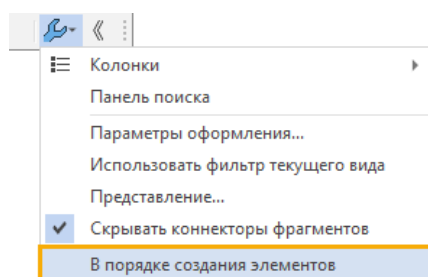 Колонки
Панель поиска
Параметры оформления...
Использовать фильтр текущего вида
Представление...
Скрывать коннекторы фрагментов
В порядке создания элементов